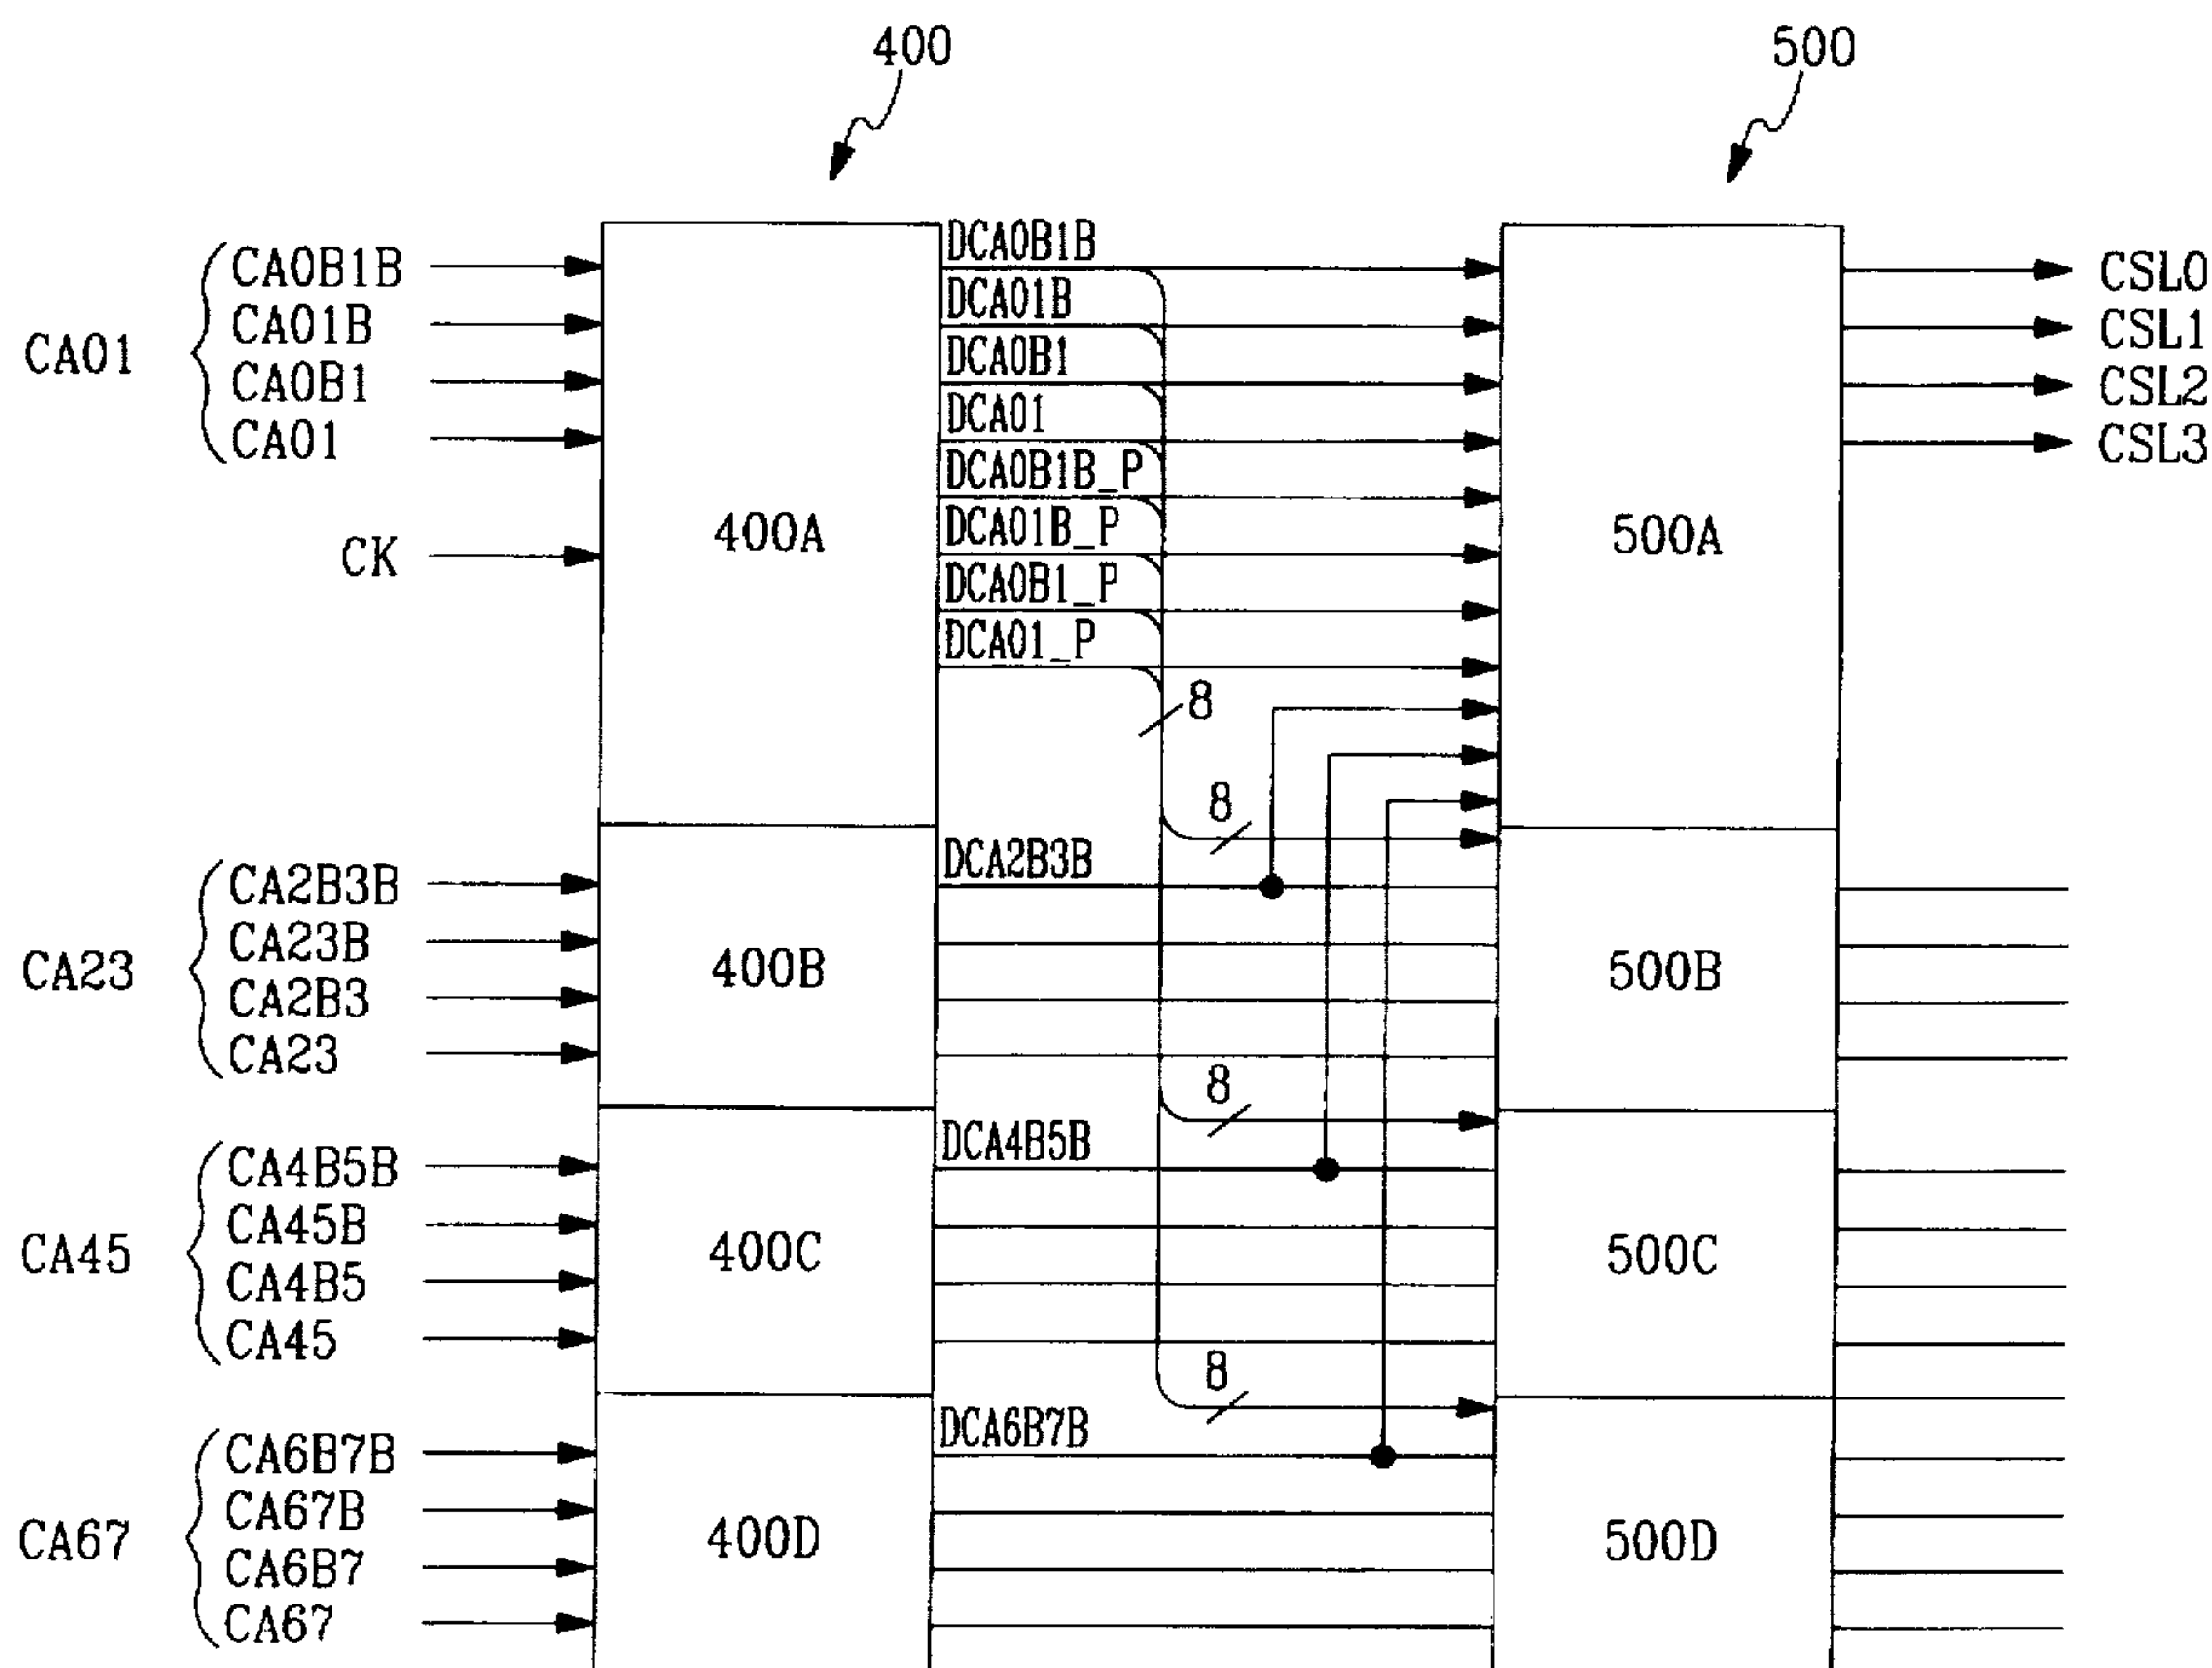 400
500
CA01
CA0B1B
CA01B
CA0B1
CA01
CK
400A
DCA0B1B
DCA01B
DCA0B1
DCA01
DCA0B1B_P
DCA01B_P
DCA0B1_P
DCA01_P
8
8
500A
CSL0
CSL1
CSL2
CSL3
CA23
CA2B3B
CA23B
CA2B3
CA23
400B
DCA2B3B
8
500B
CA45
CA4B5B
CA45B
CA4B5
CA45
400C
DCA4B5B
8
500C
CA67
CA6B7B
CA67B
CA6B7
CA67
400D
DCA6B7B
500D